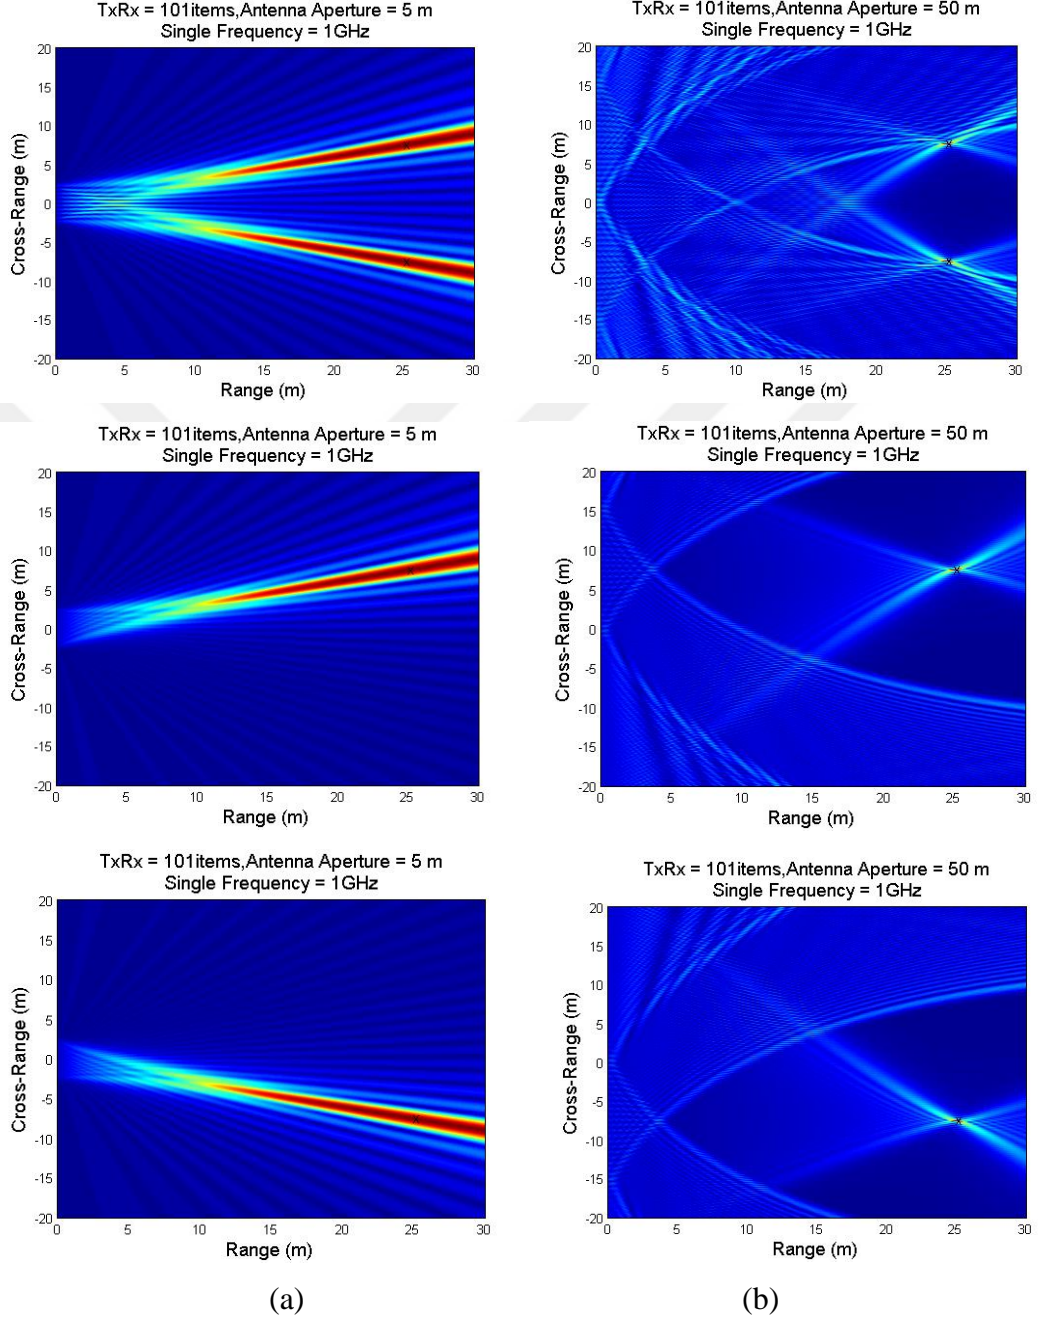 TxRx = 101items,Antenna Aperture = 5 m
Single Frequency = 1GHz
20
15
10
5
0
-5
-10
-15
-20
Cross-Range (m)
0 5 10 15 20 25 30
Range (m)
TxRx = 101items,Antenna Aperture = 50 m
Single Frequency = 1GHz
20
15
10
5
0
-5
-10
-15
-20
Cross-Range (m)
0 5 10 15 20 25 30
Range (m)
TxRx = 101items,Antenna Aperture = 5 m
Single Frequency = 1GHz
20
15
10
5
0
-5
-10
-15
-20
Cross-Range (m)
0 5 10 15 20 25 30
Range (m)
TxRx = 101items,Antenna Aperture = 50 m
Single Frequency = 1GHz
20
15
10
5
0
-5
-10
-15
-20
Cross-Range (m)
0 5 10 15 20 25 30
Range (m)
TxRx = 101items,Antenna Aperture = 5 m
Single Frequency = 1GHz
20
15
10
5
0
-5
-10
-15
-20
Cross-Range (m)
0 5 10 15 20 25 30
Range (m)
TxRx = 101items,Antenna Aperture = 50 m
Single Frequency = 1GHz
20
15
10
5
0
-5
-10
-15
-20
Cross-Range (m)
0 5 10 15 20 25 30
Range (m)
(a)
(b)